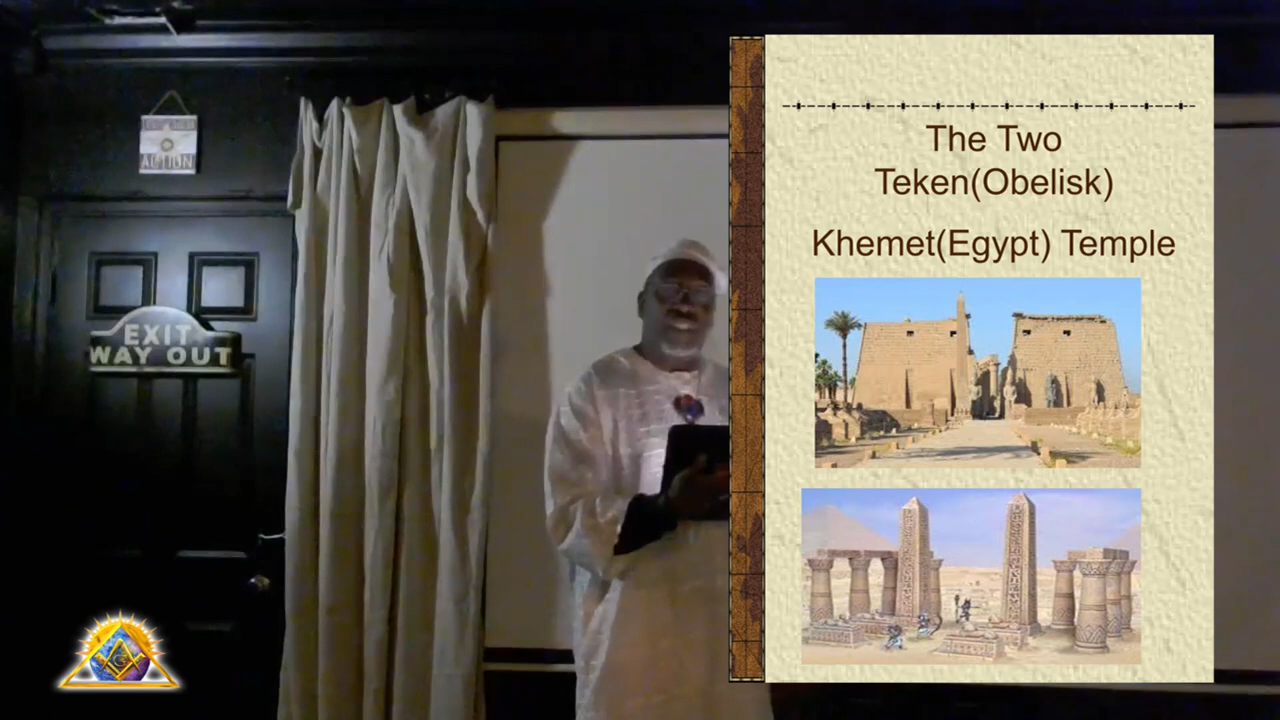 ACTION
EXIT
WAY OUT
The Two
Teken(Obelisk)
Khemet(Egypt) Temple
G